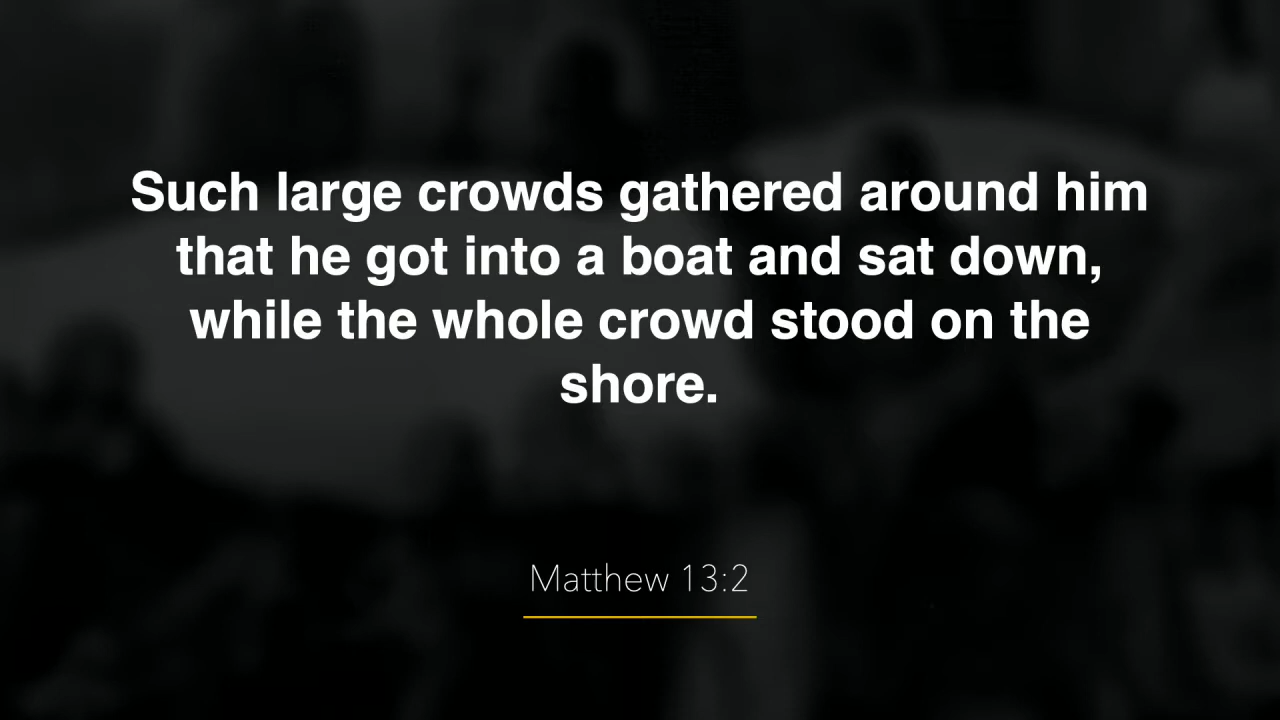 Such large crowds gathered around him
that he got into a boat and sat down,
while the whole crowd stood on the
shore.
Matthew 13:2